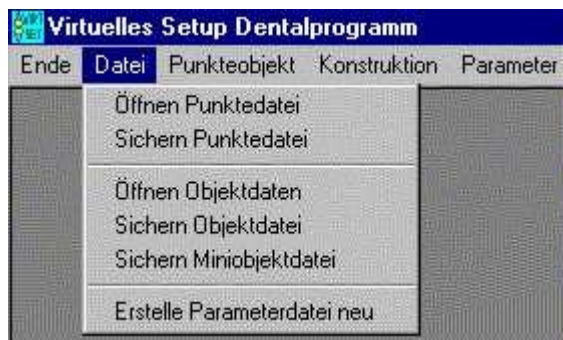 Virtuelles Setup Dentalprogramm
Ende Datei Punkteobjekt Konstruktion Parameter
Öffnen Punktedatei
Sichern Punktedatei
Öffnen Objektdaten
Sichern Objektdatei
Sichern Miniobjektdatei
Erstelle Parameterdatei neu